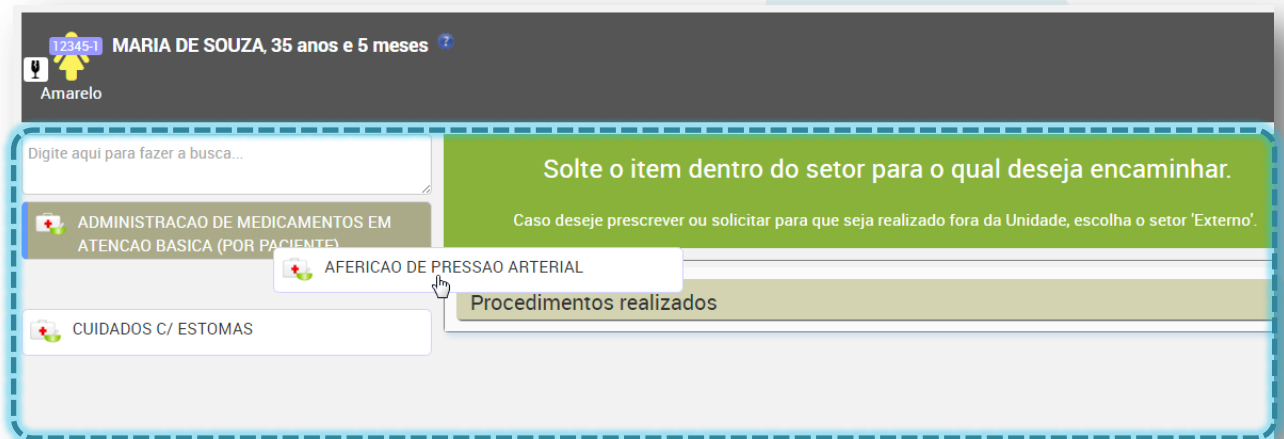 12345-1 MARIA DE SOUZA, 35 anos e 5 meses ?
Amarelo
Digite aqui para fazer a busca...
ADMINISTRACAO DE MEDICAMENTOS EM
ATENCAO BASICA (POR PACIENTE)
AFERICAO DE PRESSAO ARTERIAL
CUIDADOS C/ ESTOMAS
Solte o item dentro do setor para o qual deseja encaminhar.
Caso deseje prescrever ou solicitar para que seja realizado fora da Unidade, escolha o setor 'Externo'.
Procedimentos realizados